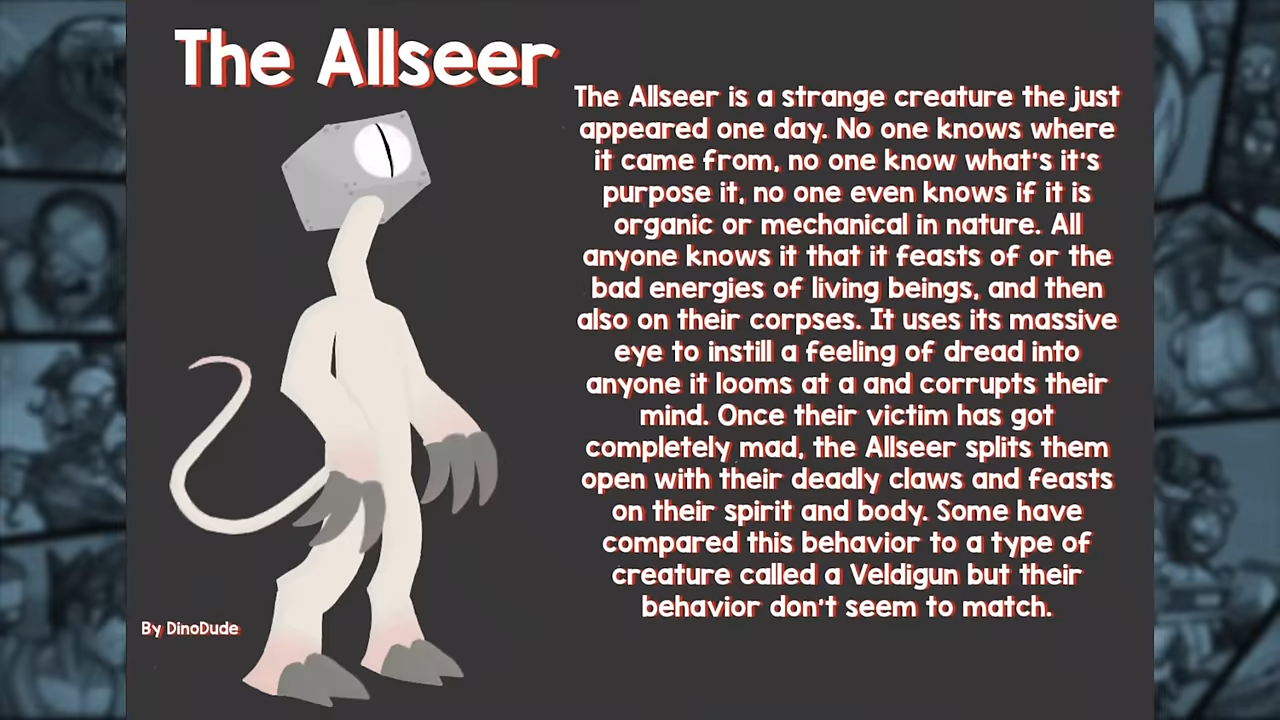 The Allseer
The Allseer is a strange creature the just
appeared one day. No one knows where
it came from, no one know what's it's
purpose it, no one even knows if it is
organic or mechanical in nature. All
anyone knows it that it feasts of or the
bad energies of living beings, and then
also on their corpses. It uses its massive
eye to instill a feeling of dread into
anyone it looms at a and corrupts their
mind. Once their victim has got
completely mad, the Allseer splits them
open with their deadly claws and feasts
on their spirit and body. Some have
compared this behavior to a type of
creature called a Veldigun but their
behavior don't seem to match.
By DinoDude